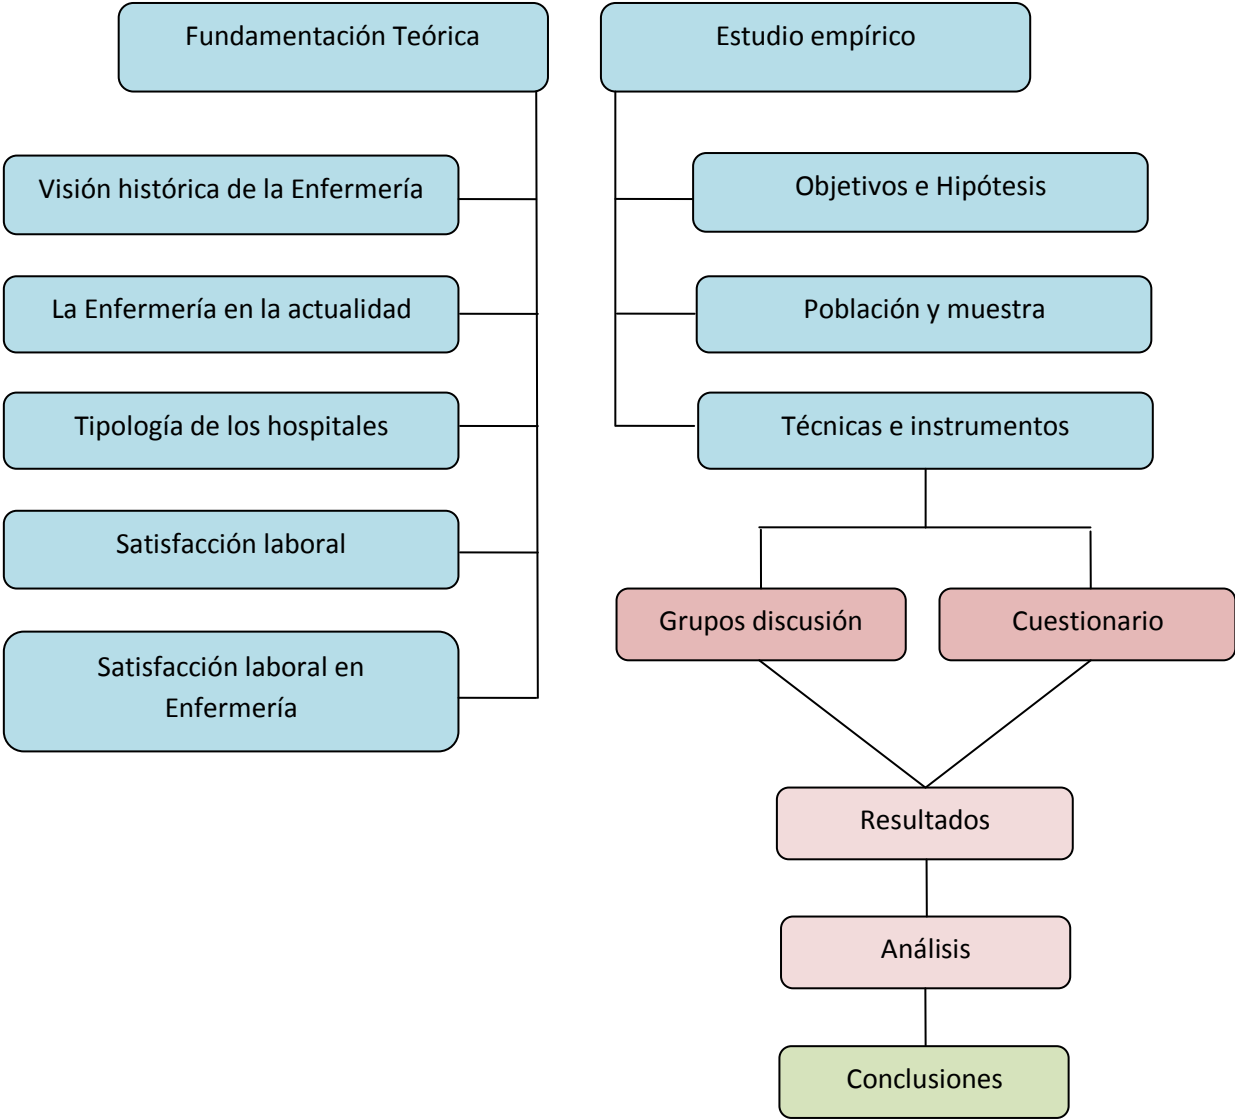 Fundamentación Teórica
Visión histórica de la Enfermería
La Enfermería en la actualidad
Tipología de los hospitales
Satisfacción laboral
Satisfacción laboral en
Enfermería
Estudio empírico
Objetivos e Hipótesis
Población y muestra
Técnicas e instrumentos
Grupos discusión
Cuestionario
Resultados
Análisis
Conclusiones